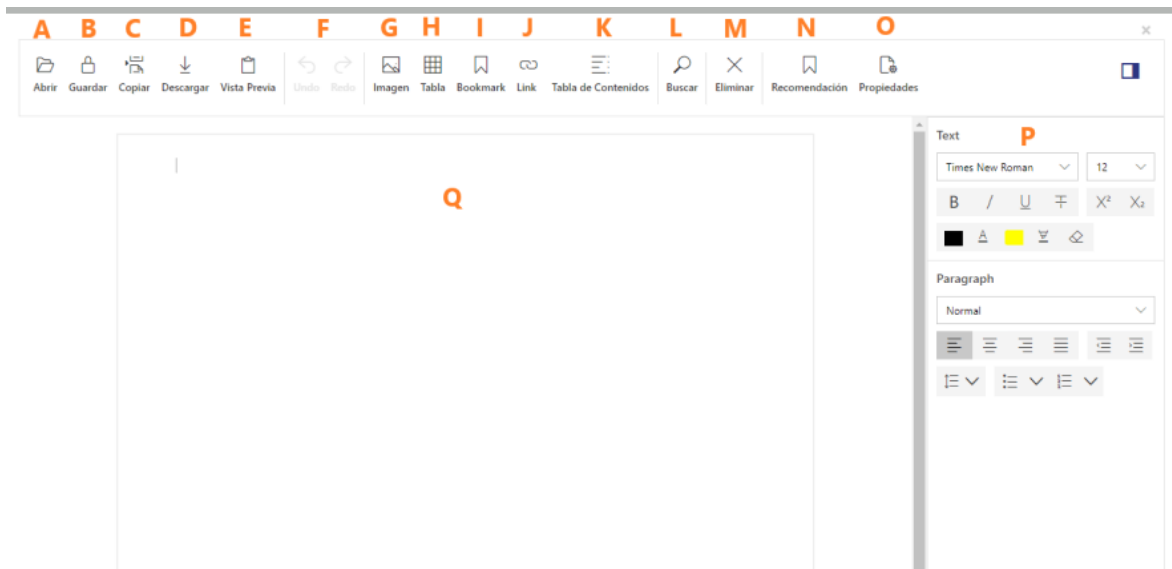 A B C D E F G H I J K L M N O
Abrir Guardar Copiar Descargar Vista Previa Undo Redo Imagen Tabla Bookmark Link Tabla de Contenidos Buscar Eliminar Recomendación Propiedades
Text P
Times New Roman 12
B I U T X² X₂
A
Q
Paragraph
Normal